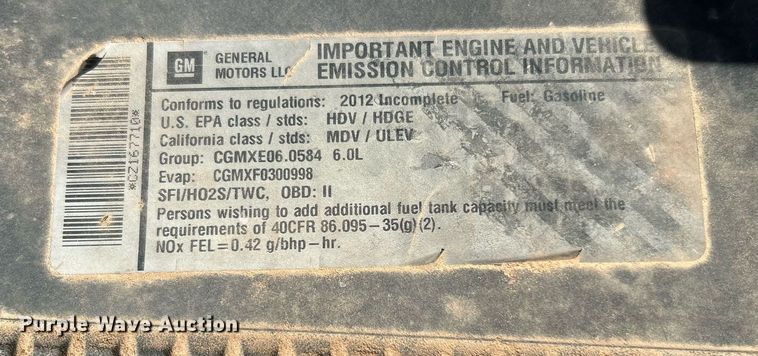 GM GENERAL MOTORS LLC
IMPORTANT ENGINE AND VEHICLE
EMISSION CONTROL INFORMATION
Conforms to regulations: 2012 Incomplete Fuel: Gasoline
U.S. EPA class / stds: HDV / HDGE
California class / stds: MDV / ULEV
Group: CGMXE06.0584 6.0L
Evap: CGMXF0300998
SFI/HO2S/TWC, OBD: II
Persons wishing to add additional fuel tank capacity must meet the
requirements of 40CFR 86.095-35(g)(2).
NOx FEL=0.42 g/bhp-hr.
*CZ167710*
Purple Wave Auction